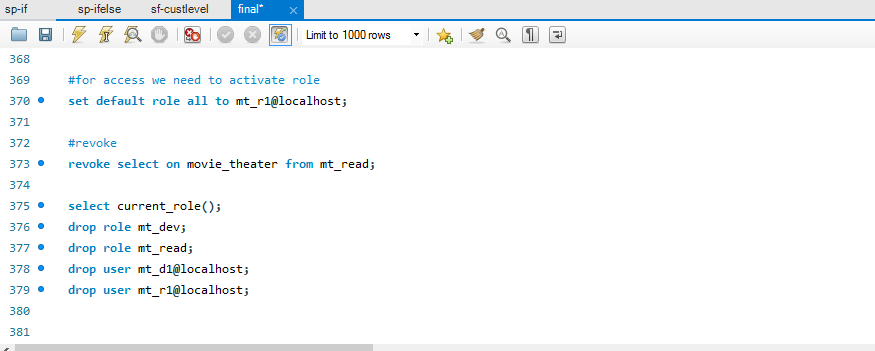 sp-if sp-ifelse sf-custlevel final*
Limit to 1000 rows
368
369 #for access we need to activate role
370 set default role all to mt_r1@localhost;
371
372 #revoke
373 revoke select on movie_theater from mt_read;
374
375 select current_role();
376 drop role mt_dev;
377 drop role mt_read;
378 drop user mt_d1@localhost;
379 drop user mt_r1@localhost;
380
381